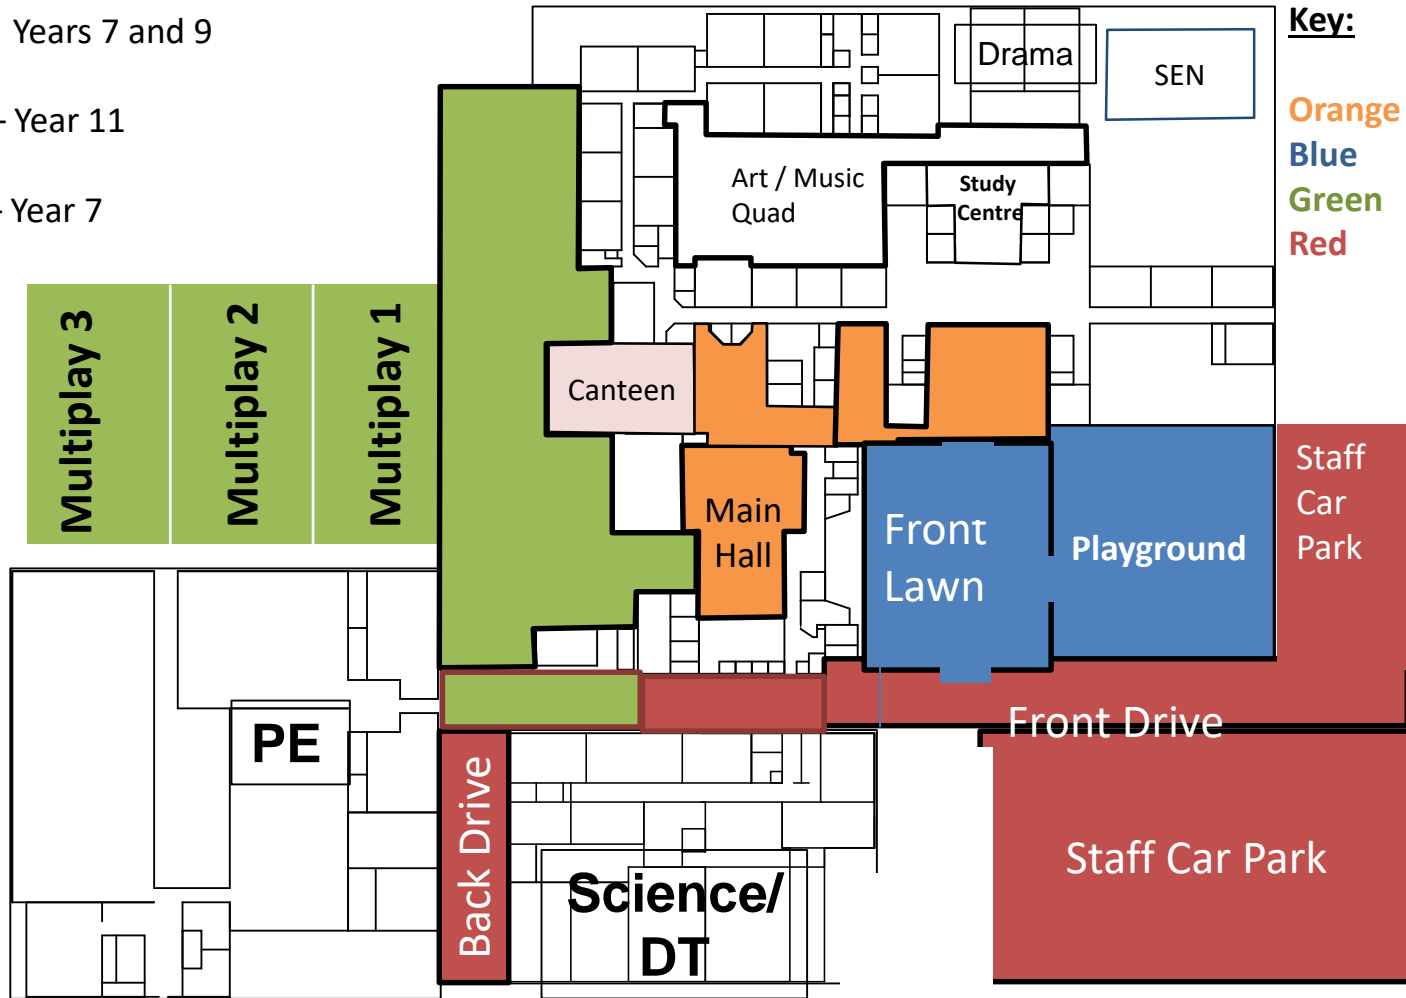 Years 7 and 9
- Year 11
- Year 7
Key:
Orange
Blue
Green
Red
Drama
SEN
Art / Music
Quad
Study
Centre
Multiplay 3
Multiplay 2
Multiplay 1
Canteen
Main
Hall
Front
Lawn
Playground
Staff
Car
Park
PE
Front Drive
Back Drive
Science/
DT
Staff Car Park